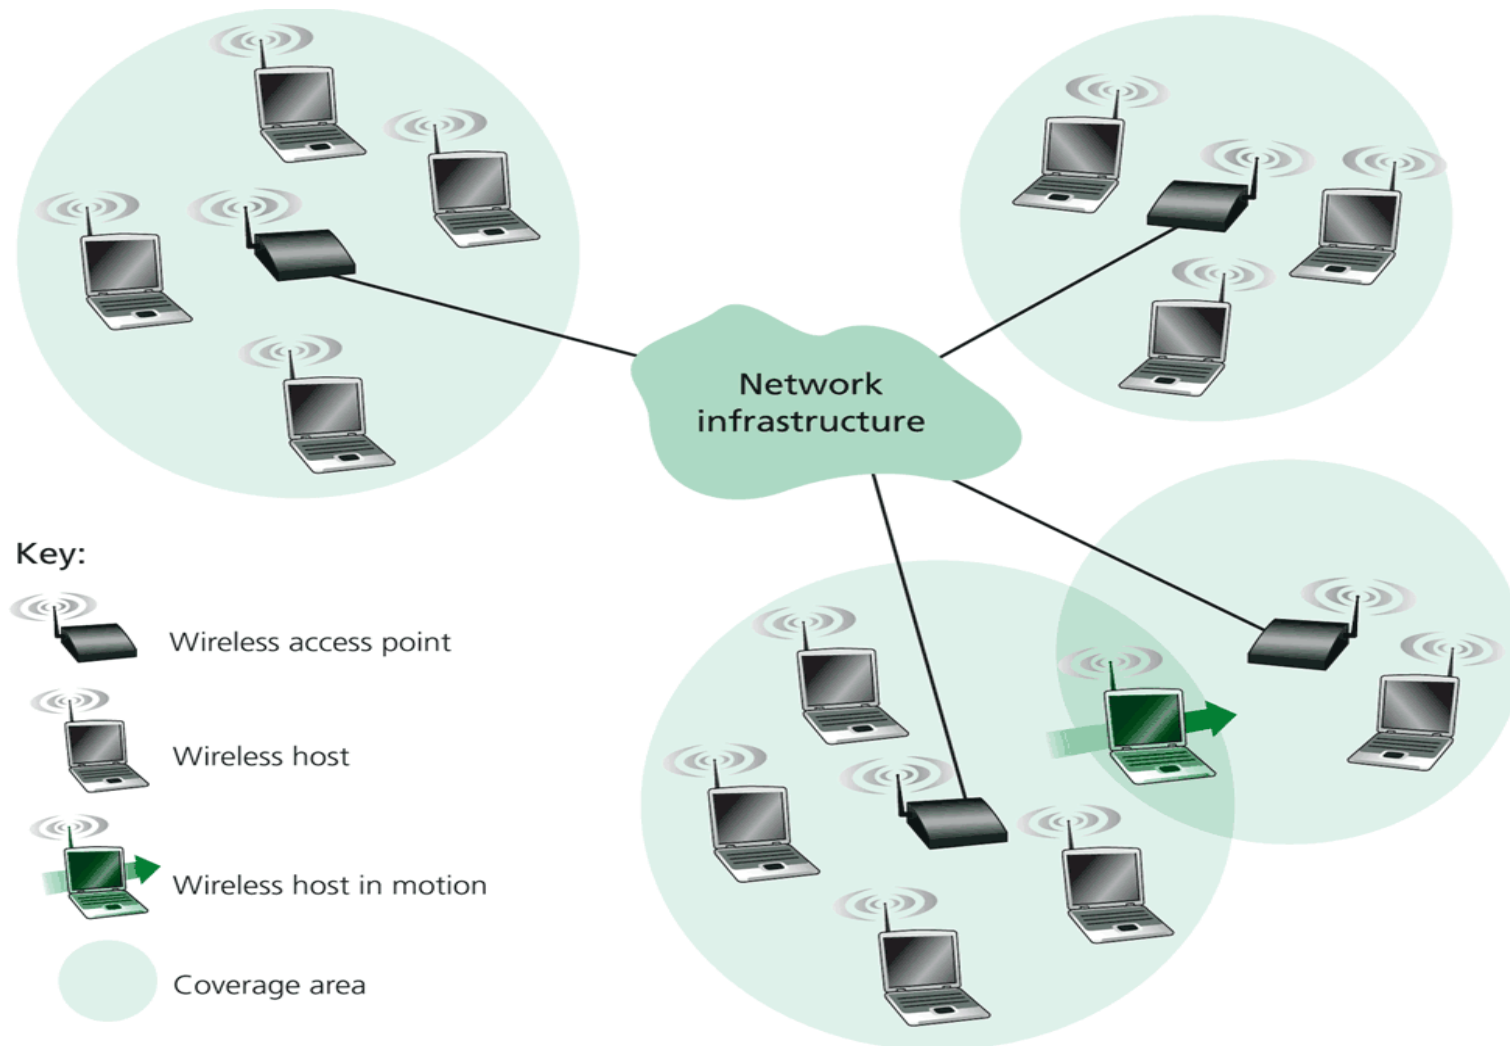 Network
infrastructure
Key:
Wireless access point
Wireless host
Wireless host in motion
Coverage area